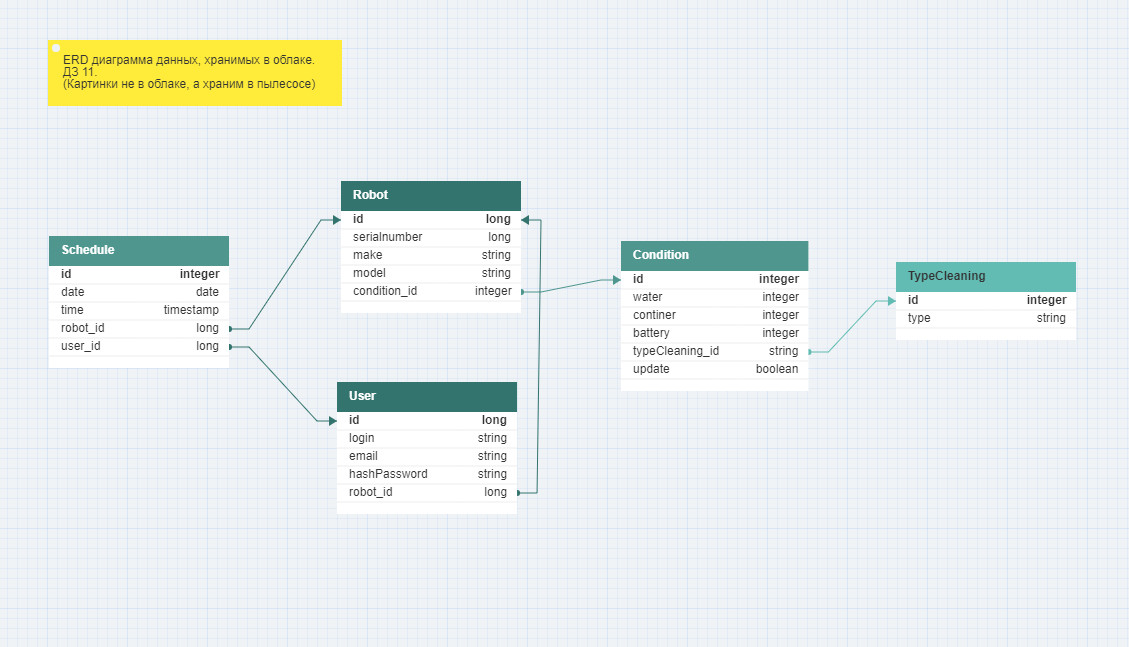 ERD диаграмма данных, хранимых в облаке.
ДЗ 11.
(Картинки не в облаке, а храним в пылесосе)
Schedule
id integer
date date
time timestamp
robot_id long
user_id long
Robot
id long
serialnumber long
make string
model string
condition_id integer
User
id long
login string
email string
hashPassword string
robot_id long
Condition
id integer
water integer
continer integer
battery integer
typeCleaning_id string
update boolean
TypeCleaning
id integer
type string